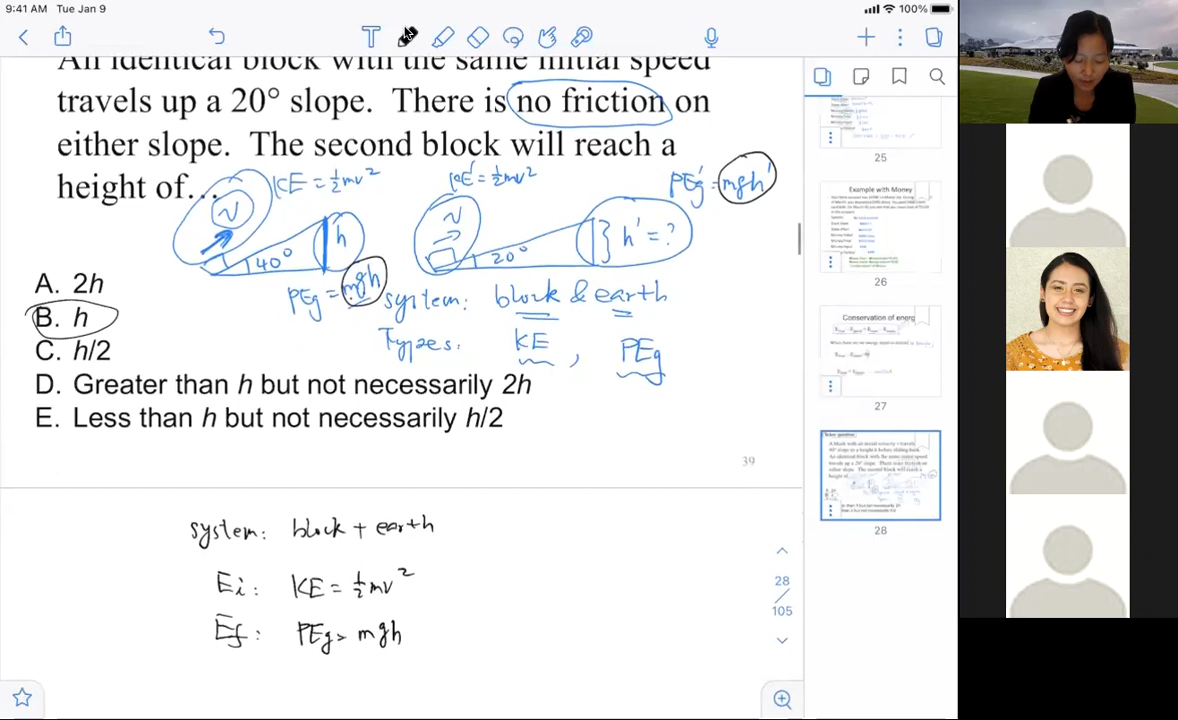 9:41 AM Tue Jan 9
100%
An identical block with the same initial speed
travels up a 20° slope. There is no friction on
either slope. The second block will reach a
height of...
KE = ½mv²
KE' = ½mv²
PEg' = mgh'
v
40°
h
v
20°
h' = ?
PEg = mgh
system: block & earth
Types: KE, PEg
A. 2h
B. h
C. h/2
D. Greater than h but not necessarily 2h
E. Less than h but not necessarily h/2
39
system: block + earth
Ei: KE = ½mv²
Ef: PEg = mgh
28
105
25
Example with Money
26
Conservation of energ
27
28